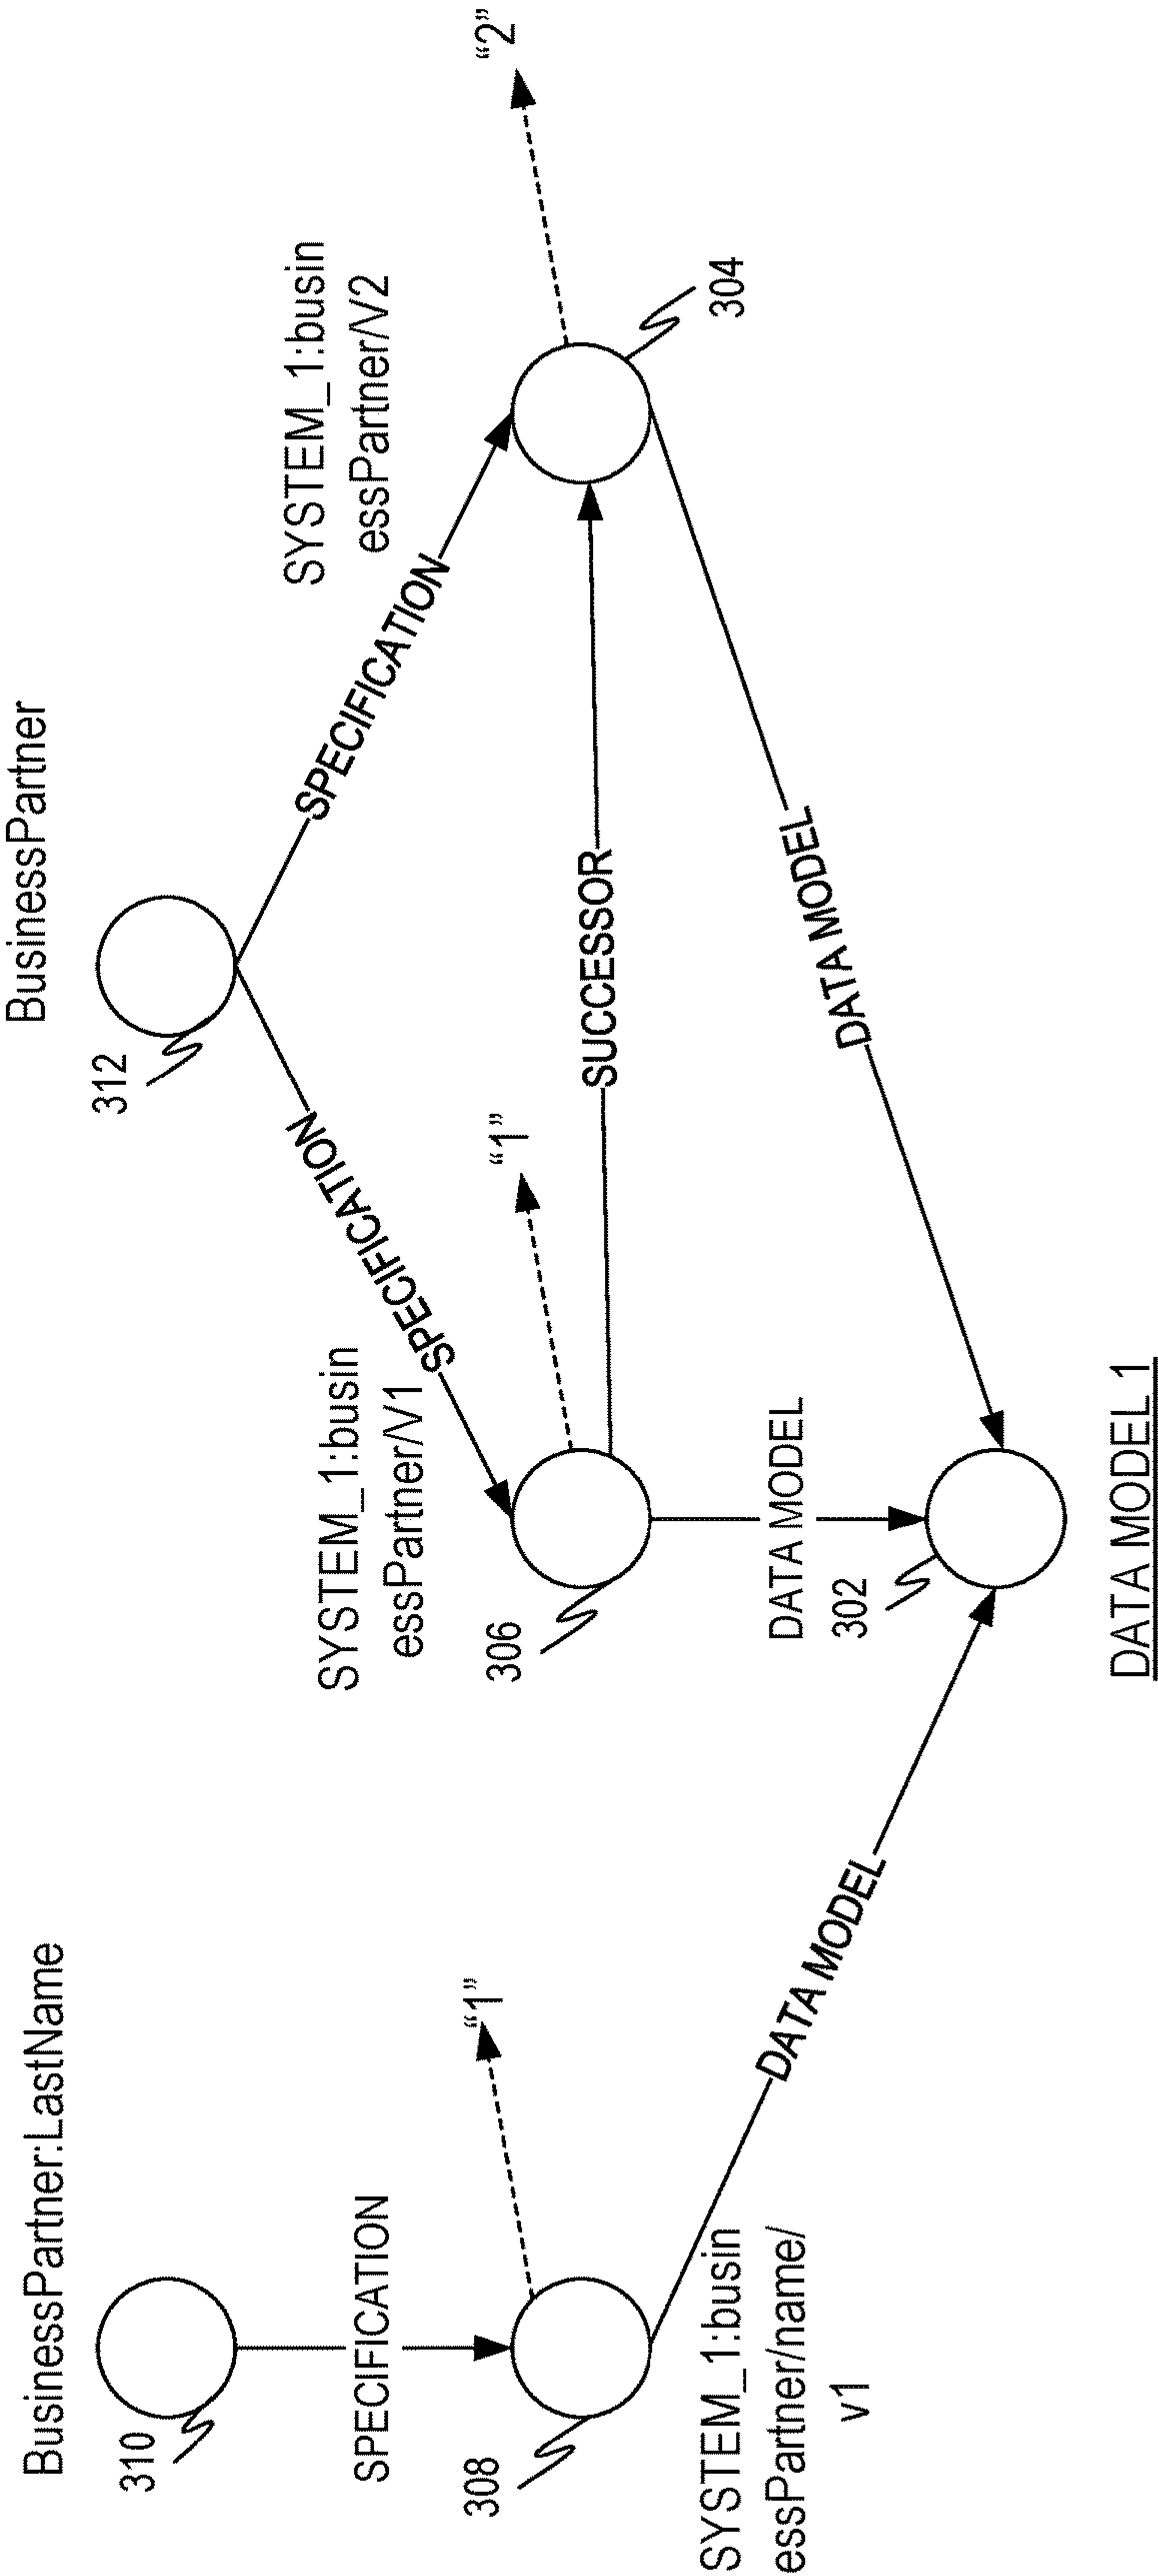 BusinessPartner:LastName
310
SPECIFICATION
308
"1"
SYSTEM_1:busin
essPartner/name/
v1
DATA MODEL
BusinessPartner
312
SPECIFICATION
SPECIFICATION
SYSTEM_1:busin
essPartner/V1
306
“1”
SUCCESSOR
SYSTEM_1:busin
essPartner/V2
“2”
304
DATA MODEL
DATA MODEL
302
DATA MODEL 1